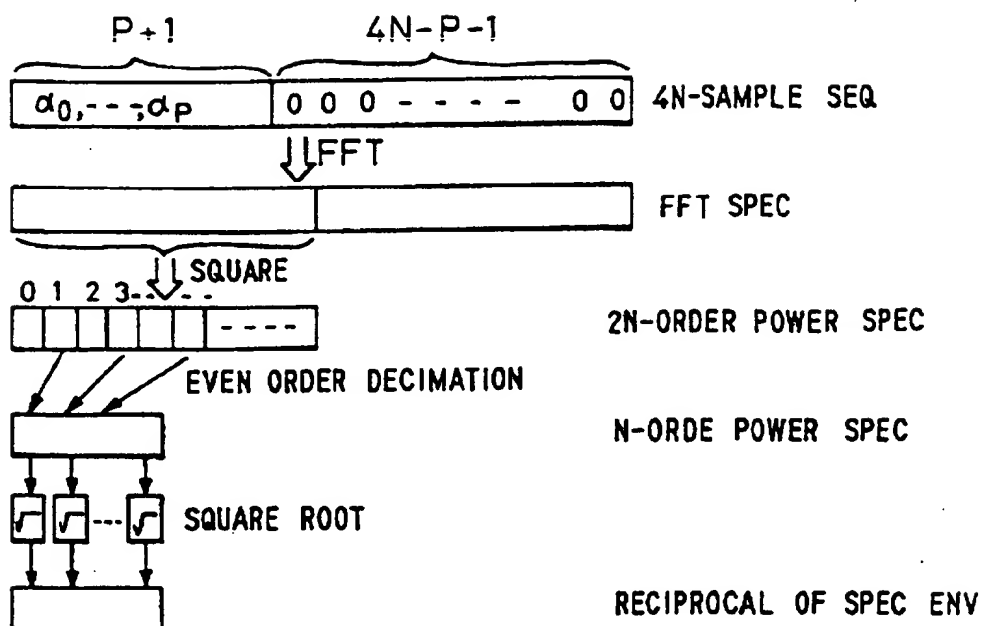 P+1 4N-P-1
α0,---,αP 0 0 0 - - - - 0 0 4N-SAMPLE SEQ
FFT
FFT SPEC
SQUARE
0 1 2 3-- - -
---- 2N-ORDER POWER SPEC
EVEN ORDER DECIMATION
N-ORDE POWER SPEC
√ √ --- √ SQUARE ROOT
RECIPROCAL OF SPEC ENV